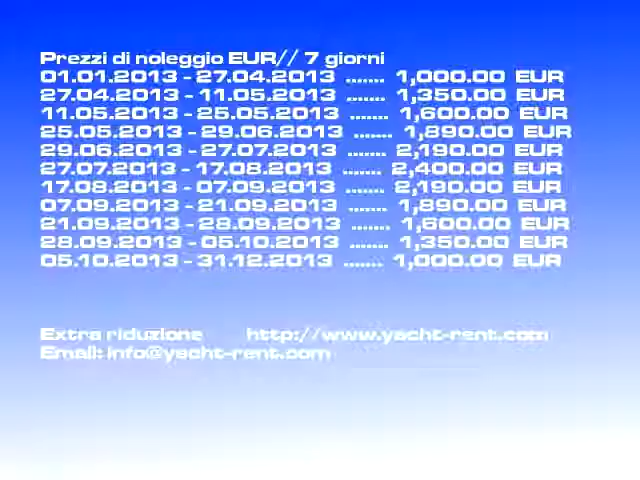 Prezzi di noleggio EUR// 7 giorni
01.01.2013 - 27.04.2013 ....... 1,000.00 EUR
27.04.2013 - 11.05.2013 ....... 1,350.00 EUR
11.05.2013 - 25.05.2013 ....... 1,600.00 EUR
25.05.2013 - 29.06.2013 ....... 1,890.00 EUR
29.06.2013 - 27.07.2013 ....... 2,190.00 EUR
27.07.2013 - 17.08.2013 ....... 2,400.00 EUR
17.08.2013 - 07.09.2013 ....... 2,190.00 EUR
07.09.2013 - 21.09.2013 ....... 1,890.00 EUR
21.09.2013 - 28.09.2013 ....... 1,600.00 EUR
28.09.2013 - 05.10.2013 ....... 1,350.00 EUR
05.10.2013 - 31.12.2013 ....... 1,000.00 EUR
Extra riduzione http://www.yacht-rent.com
Email: info@yacht-rent.com